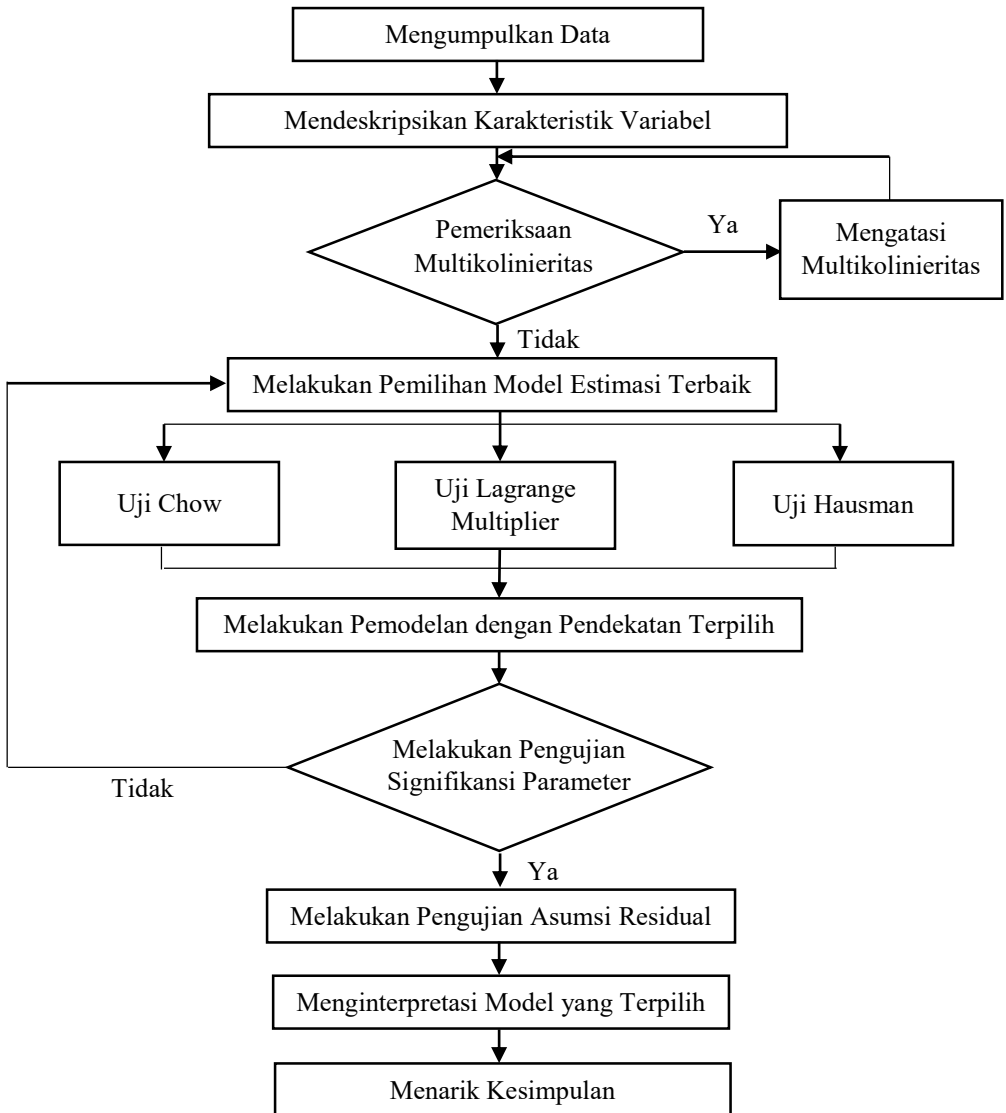 Mengumpulkan Data
Mendeskripsikan Karakteristik Variabel
Pemeriksaan
Multikolinieritas
Ya
Mengatasi
Multikolinieritas
Tidak
Melakukan Pemilihan Model Estimasi Terbaik
Uji Chow
Uji Lagrange
Multiplier
Uji Hausman
Melakukan Pemodelan dengan Pendekatan Terpilih
Melakukan Pengujian
Signifikansi Parameter
Tidak
Ya
Melakukan Pengujian Asumsi Residual
Menginterpretasi Model yang Terpilih
Menarik Kesimpulan